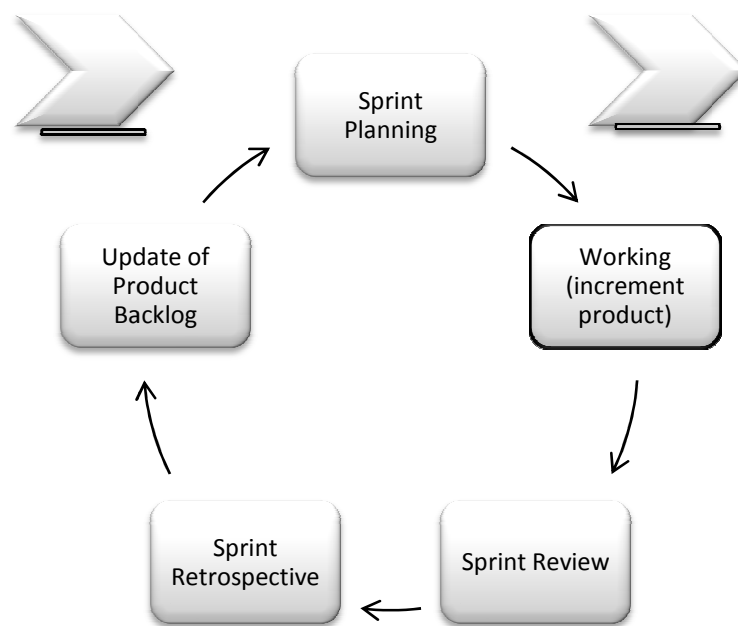 Sprint
Planning
Working
(increment
product)
Sprint Review
Sprint
Retrospective
Update of
Product
Backlog